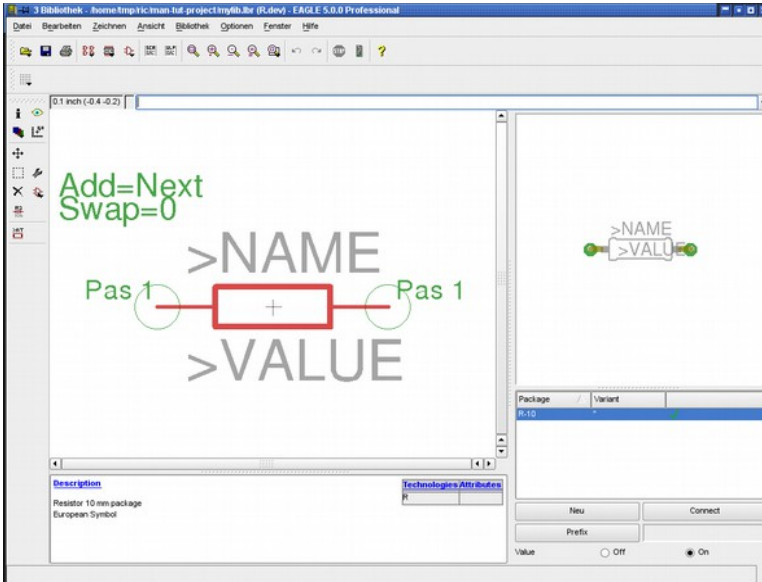 3 Bibliothek - /home/tmp/ric/man-tut-project/mylib.lbr (R.dev) - EAGLE 5.0.0 Professional
Datei Bearbeiten Zeichnen Ansicht Bibliothek Optionen Fenster Hilfe
0.1 inch (-0.4 -0.2)
Add=Next
Swap=0
>NAME
Pas 1 Pas 1
>VALUE
>NAME
>VALUE
Package Variant
R-10 "
Description
Resistor 10 mm package
European Symbol
Technologies Attributes
R
Neu Connect
Prefix
Value Off On